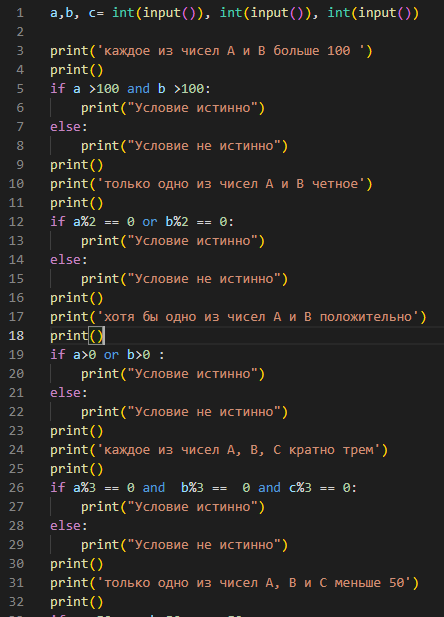 1 a,b, c= int(input()), int(input()), int(input())
2
3 print('каждое из чисел А и В больше 100 ')
4 print()
5 if a >100 and b >100:
6     print("Условие истинно")
7 else:
8     print("Условие не истинно")
9 print()
10 print('только одно из чисел А и В четное')
11 print()
12 if a%2 == 0 or b%2 == 0:
13     print("Условие истинно")
14 else:
15     print("Условие не истинно")
16 print()
17 print('хотя бы одно из чисел А и В положительно')
18 print()
19 if a>0 or b>0 :
20     print("Условие истинно")
21 else:
22     print("Условие не истинно")
23 print()
24 print('каждое из чисел А, В, С кратно трем')
25 print()
26 if a%3 == 0 and  b%3 ==  0 and c%3 == 0:
27     print("Условие истинно")
28 else:
29     print("Условие не истинно")
30 print()
31 print('только одно из чисел А, В и С меньше 50')
32 print()